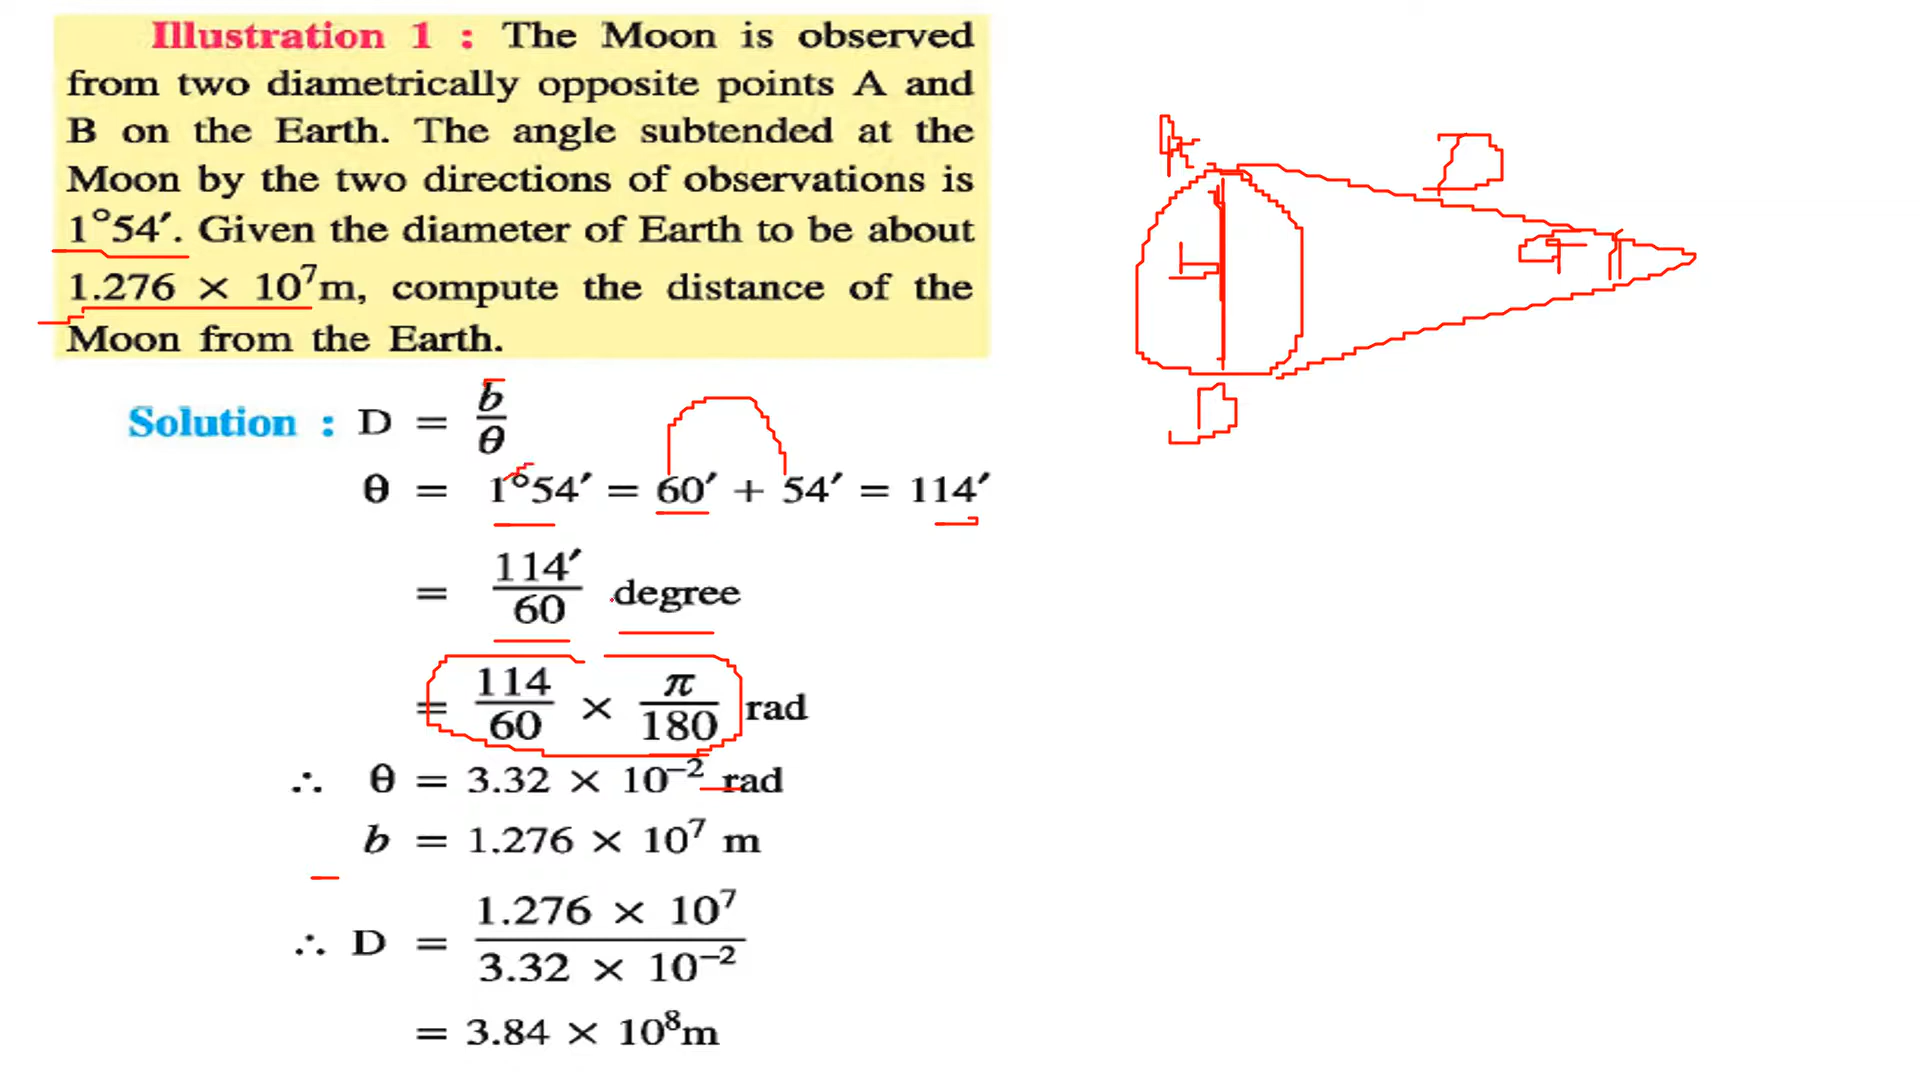 Illustration 1 : The Moon is observed
from two diametrically opposite points A and
B on the Earth. The angle subtended at the
Moon by the two directions of observations is
1°54′. Given the diameter of Earth to be about
1.276 × 10⁷m, compute the distance of the
Moon from the Earth.
Solution : D = b/θ
θ = 1°54′ = 60′ + 54′ = 114′
= 114′/60 degree
= 114/60 × π/180 rad
∴ θ = 3.32 × 10⁻² rad
b = 1.276 × 10⁷ m
∴ D = 1.276 × 10⁷/3.32 × 10⁻²
= 3.84 × 10⁸m